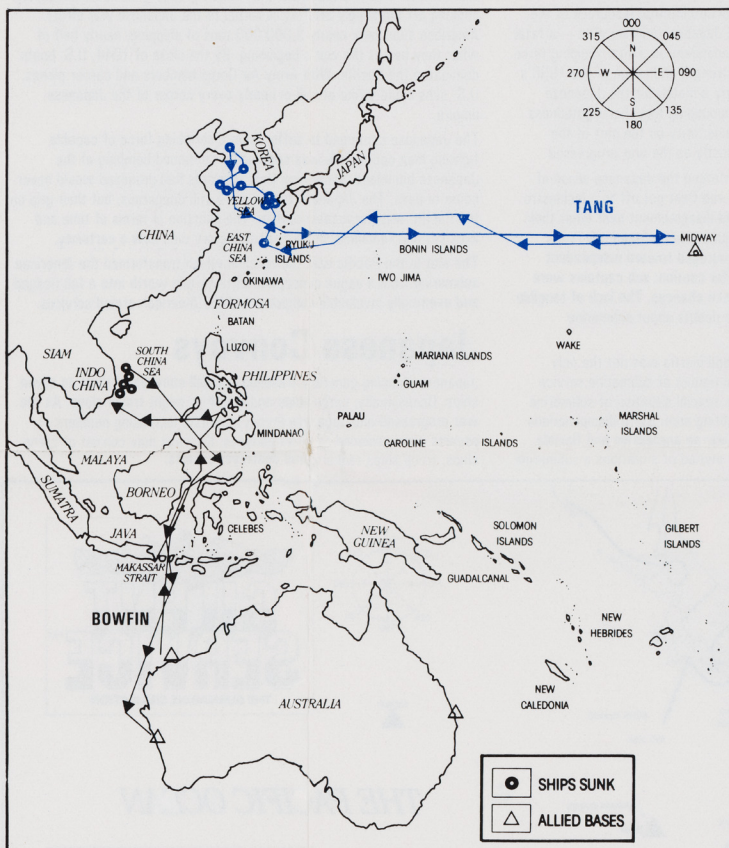 000
315
045
N
270
W
E
090
S
225
135
180
KOREA
JAPAN
YELLOW
SEA
TANG
CHINA
EAST
CHINA
SEA
RYUKU
ISLANDS
BONIN ISLANDS
MIDWAY
OKINAWA
IWO JIMA
FORMOSA
BATAN
LUZON
SIAM
SOUTH
CHINA
SEA
INDO
CHINA
PHILIPPINES
MARIANA ISLANDS
GUAM
WAKE
PALAU
MINDANAO
CAROLINE
ISLANDS
MARSHAL
ISLANDS
MALAYA
SUMATRA
BORNEO
CELEBES
JAVA
NEW
GUINEA
SOLOMON
ISLANDS
GILBERT
ISLANDS
MAKASSAR
STRAIT
GUADALCANAL
BOWFIN
NEW
HEBRIDES
AUSTRALIA
NEW
CALEDONIA
SHIPS SUNK
ALLIED BASES